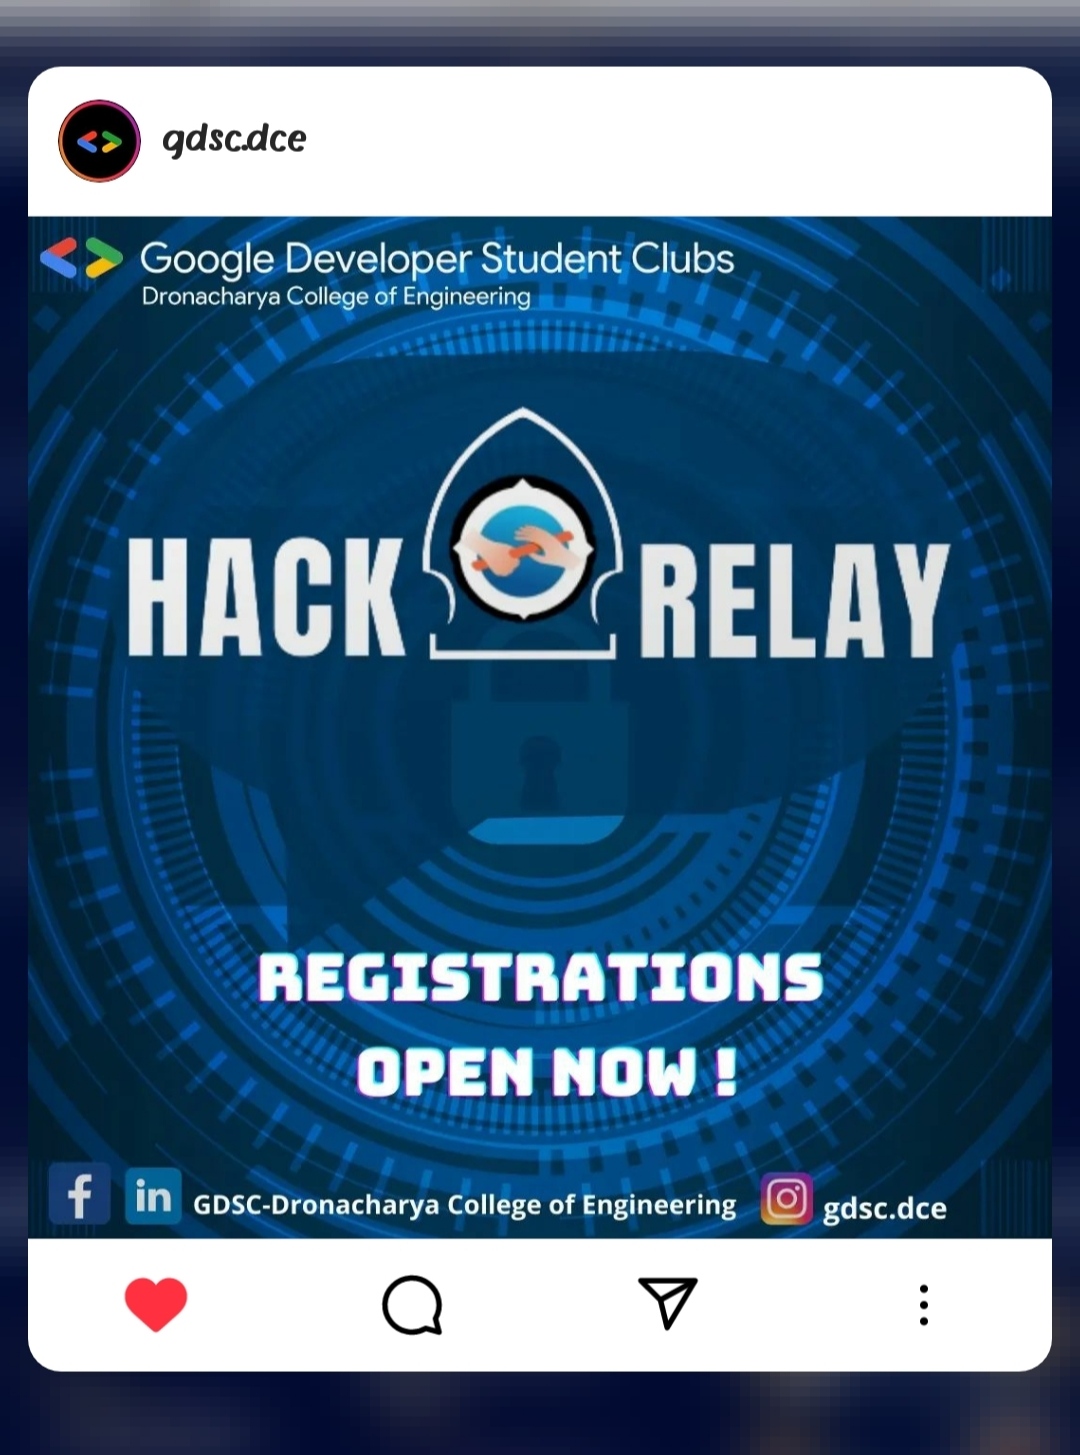 gdsc.dce
Google Developer Student Clubs
Dronacharya College of Engineering
HACK RELAY
REGISTRATIONS
OPEN NOW !
f in GDSC-Dronacharya College of Engineering gdsc.dce